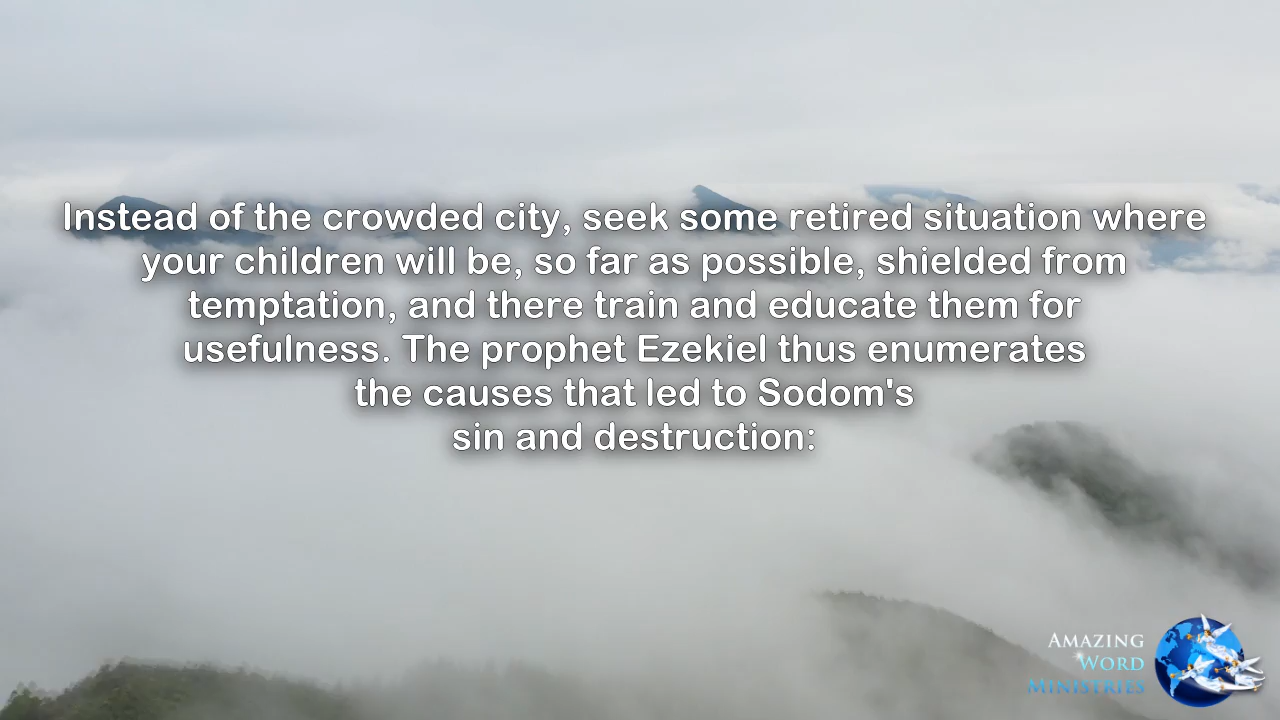 Instead of the crowded city, seek some retired situation where
your children will be, so far as possible, shielded from
temptation, and there train and educate them for
usefulness. The prophet Ezekiel thus enumerates
the causes that led to Sodom's
sin and destruction:
AMAZING
WORD
MINISTRIES